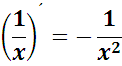 (1/x)′ = −1/x²